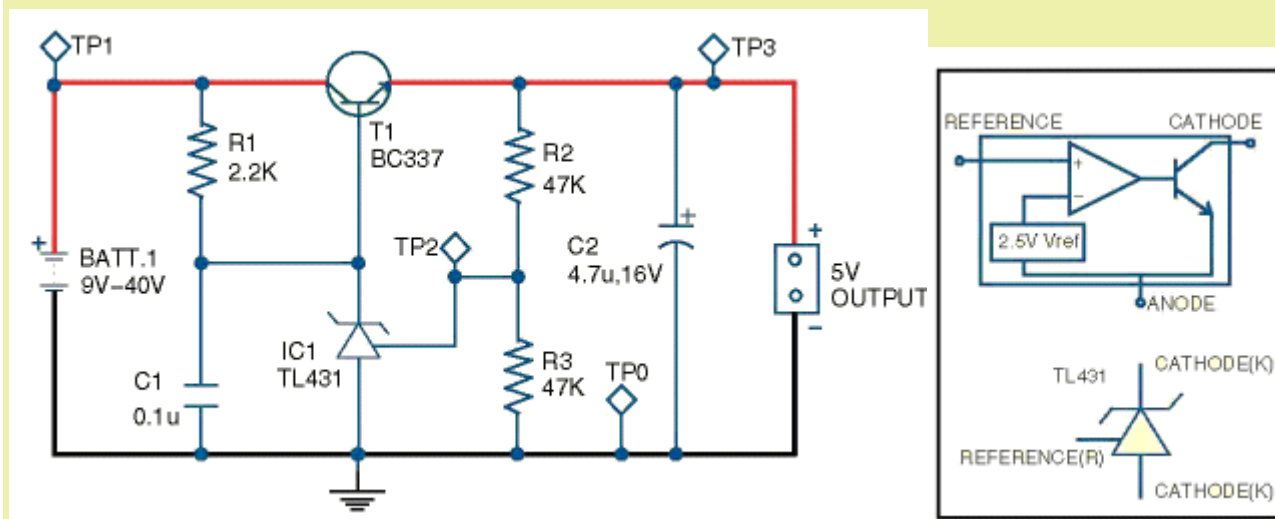 TP1
TP3
T1
BC337
R1
2.2K
R2
47K
TP2
+
BATT.1
9V-40V
C2
4.7u,16V
+
+
5V
OUTPUT
-
IC1
TL431
R3
47K
TP0
C1
0.1u
REFERENCE
CATHODE
+
-
2.5V Vref
ANODE
TL431
CATHODE(K)
REFERENCE(R)
CATHODE(K)